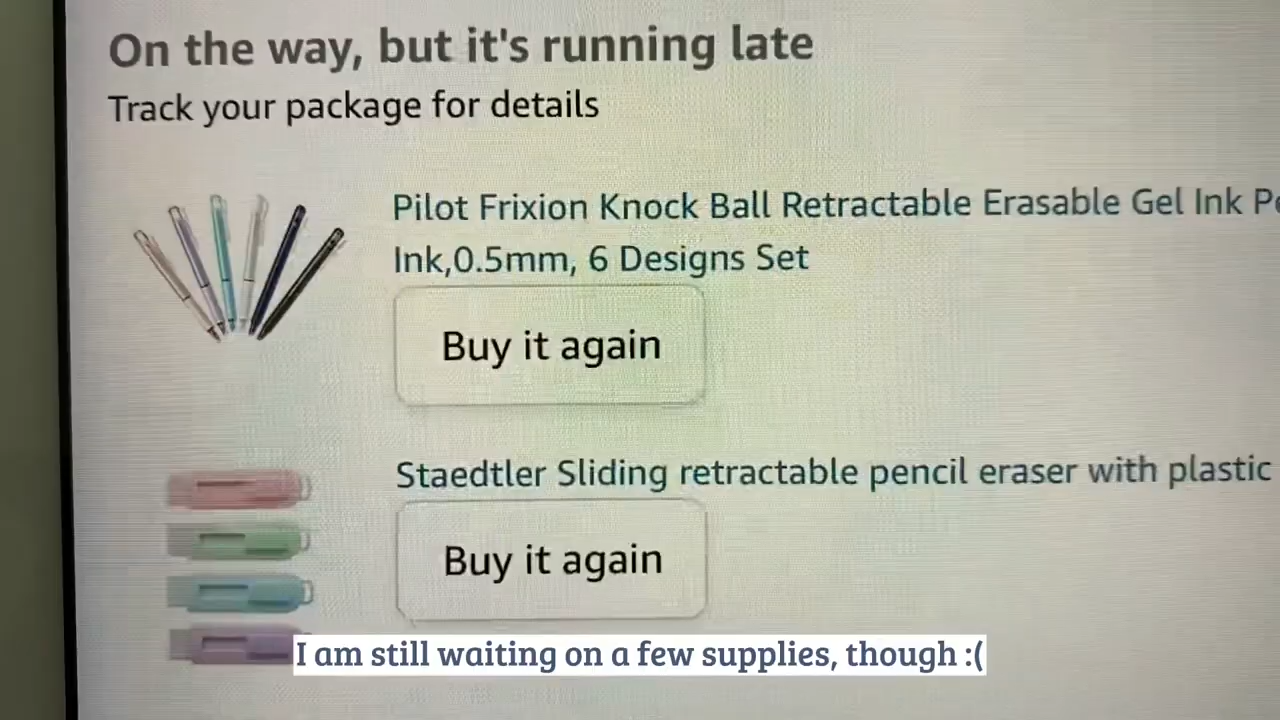 On the way, but it's running late
Track your package for details
Pilot Frixion Knock Ball Retractable Erasable Gel Ink
Ink,0.5mm, 6 Designs Set
Buy it again
Staedtler Sliding retractable pencil eraser with plastic
Buy it again
I am still waiting on a few supplies, though :(